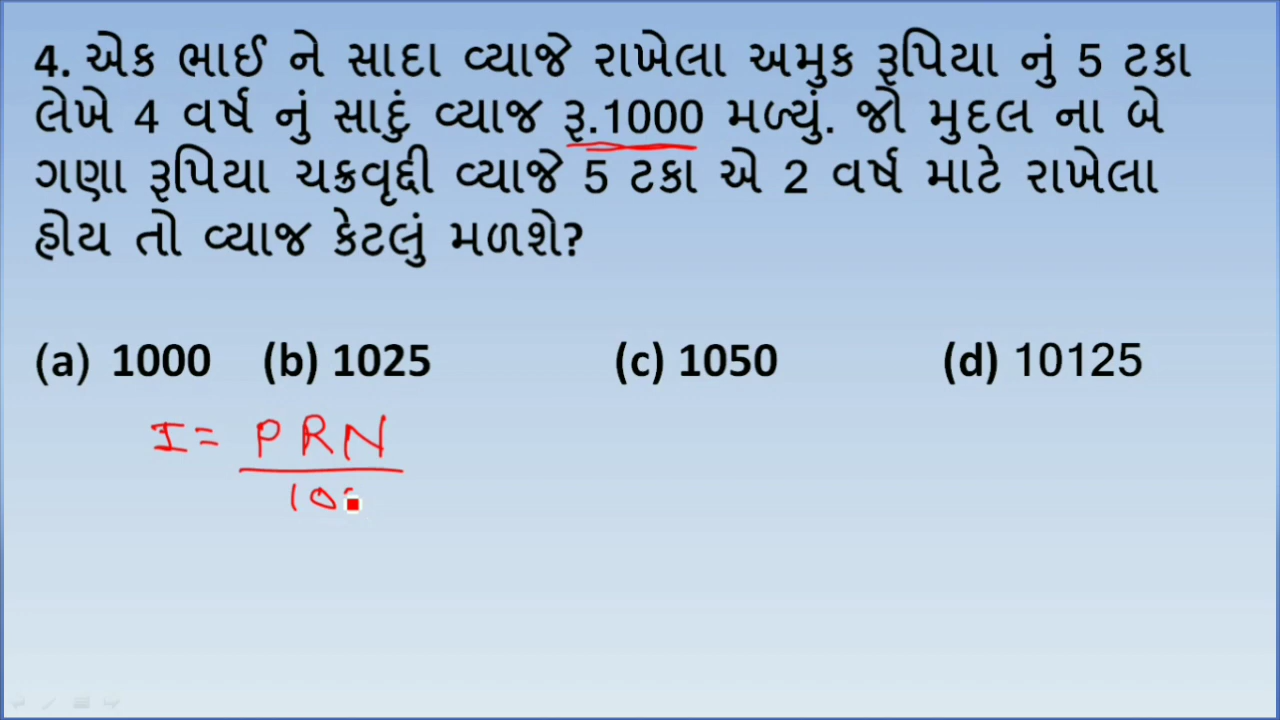 4. એક ભાઈ ને સાદા વ્યાજે રાખેલા અમુક રૂપિયા નું 5 ટકા
લેખે 4 વર્ષ નું સાદું વ્યાજ રૂ.1000 મળ્યું. જો મુદલ ના બે
ગણા રૂપિયા ચક્રવૃદ્દી વ્યાજે 5 ટકા એ 2 વર્ષ માટે રાખેલા
હોય તો વ્યાજ કેટલું મળશે?
(a) 1000 (b) 1025 (c) 1050 (d) 10125
I = PRN
10